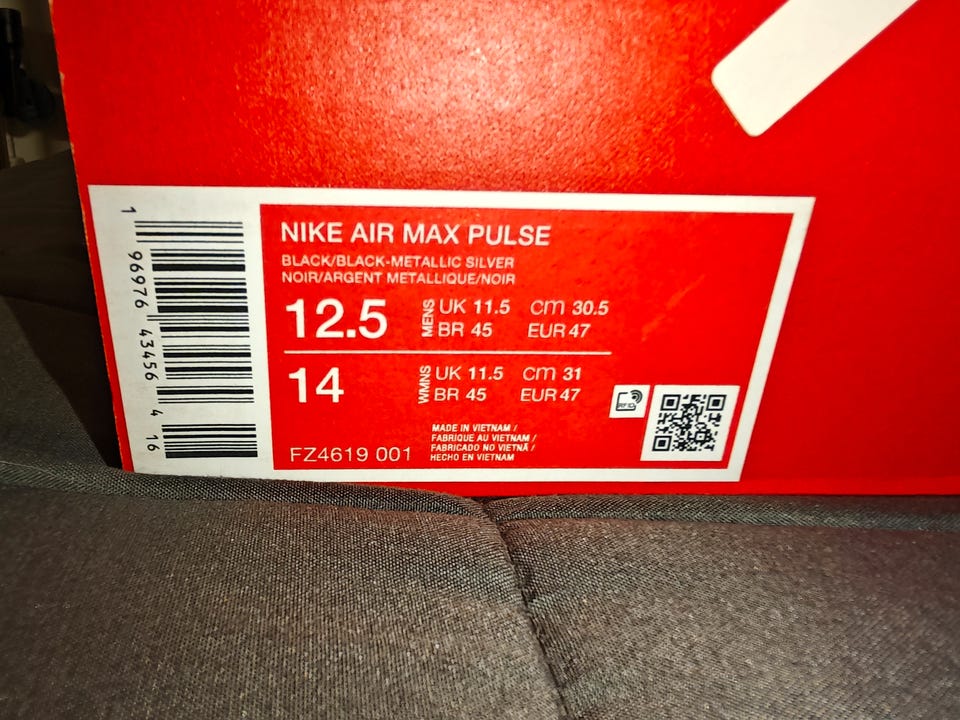 1 96976 43456 4 16
NIKE AIR MAX PULSE
BLACK/BLACK-METALLIC SILVER
NOIR/ARGENT METALLIQUE/NOIR
12.5 MENS UK 11.5 cm 30.5
BR 45 EUR 47
14 WMNS UK 11.5 cm 31
BR 45 EUR 47
RFID
FZ4619 001
MADE IN VIETNAM /
FABRIQUE AU VIETNAM /
FABRICADO NO VIETNÃ /
HECHO EN VIETNAM